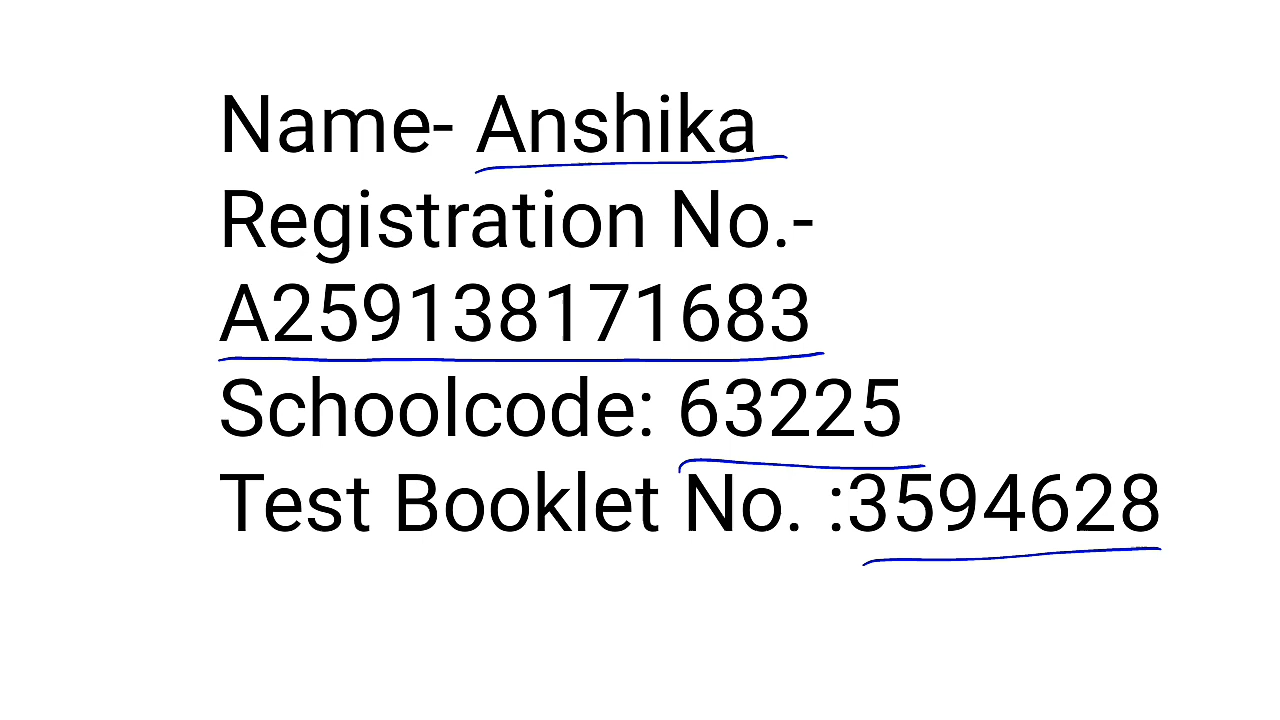 Name- Anshika
Registration No.-
A259138171683
Schoolcode: 63225
Test Booklet No. :3594628